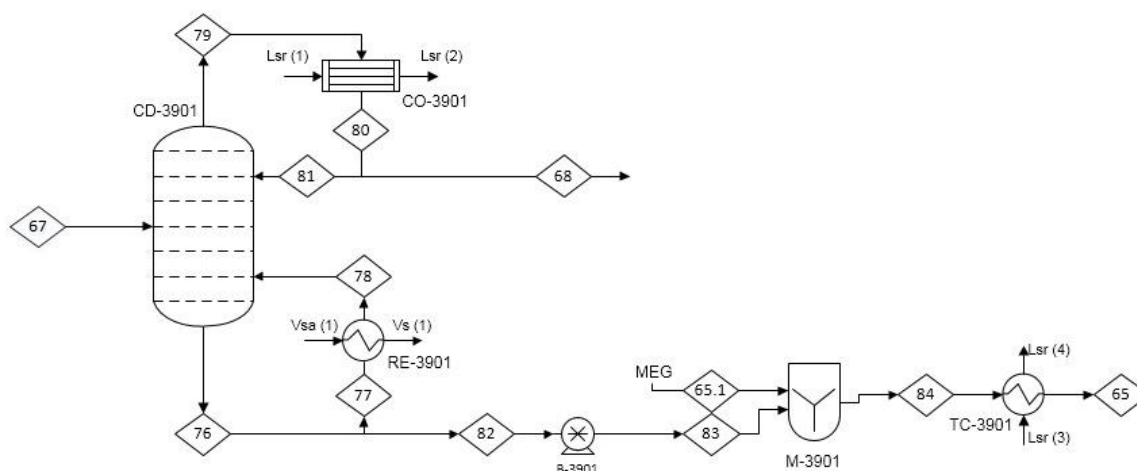 79
Lsr (1)
Lsr (2)
CD-3901
CO-3901
80
81
68
67
78
Vsa (1)
Vs (1)
RE-3901
MEG
Lsr (4)
77
65.1
84
65
TC-3901
76
82
83
Lsr (3)
B-3901
M-3901